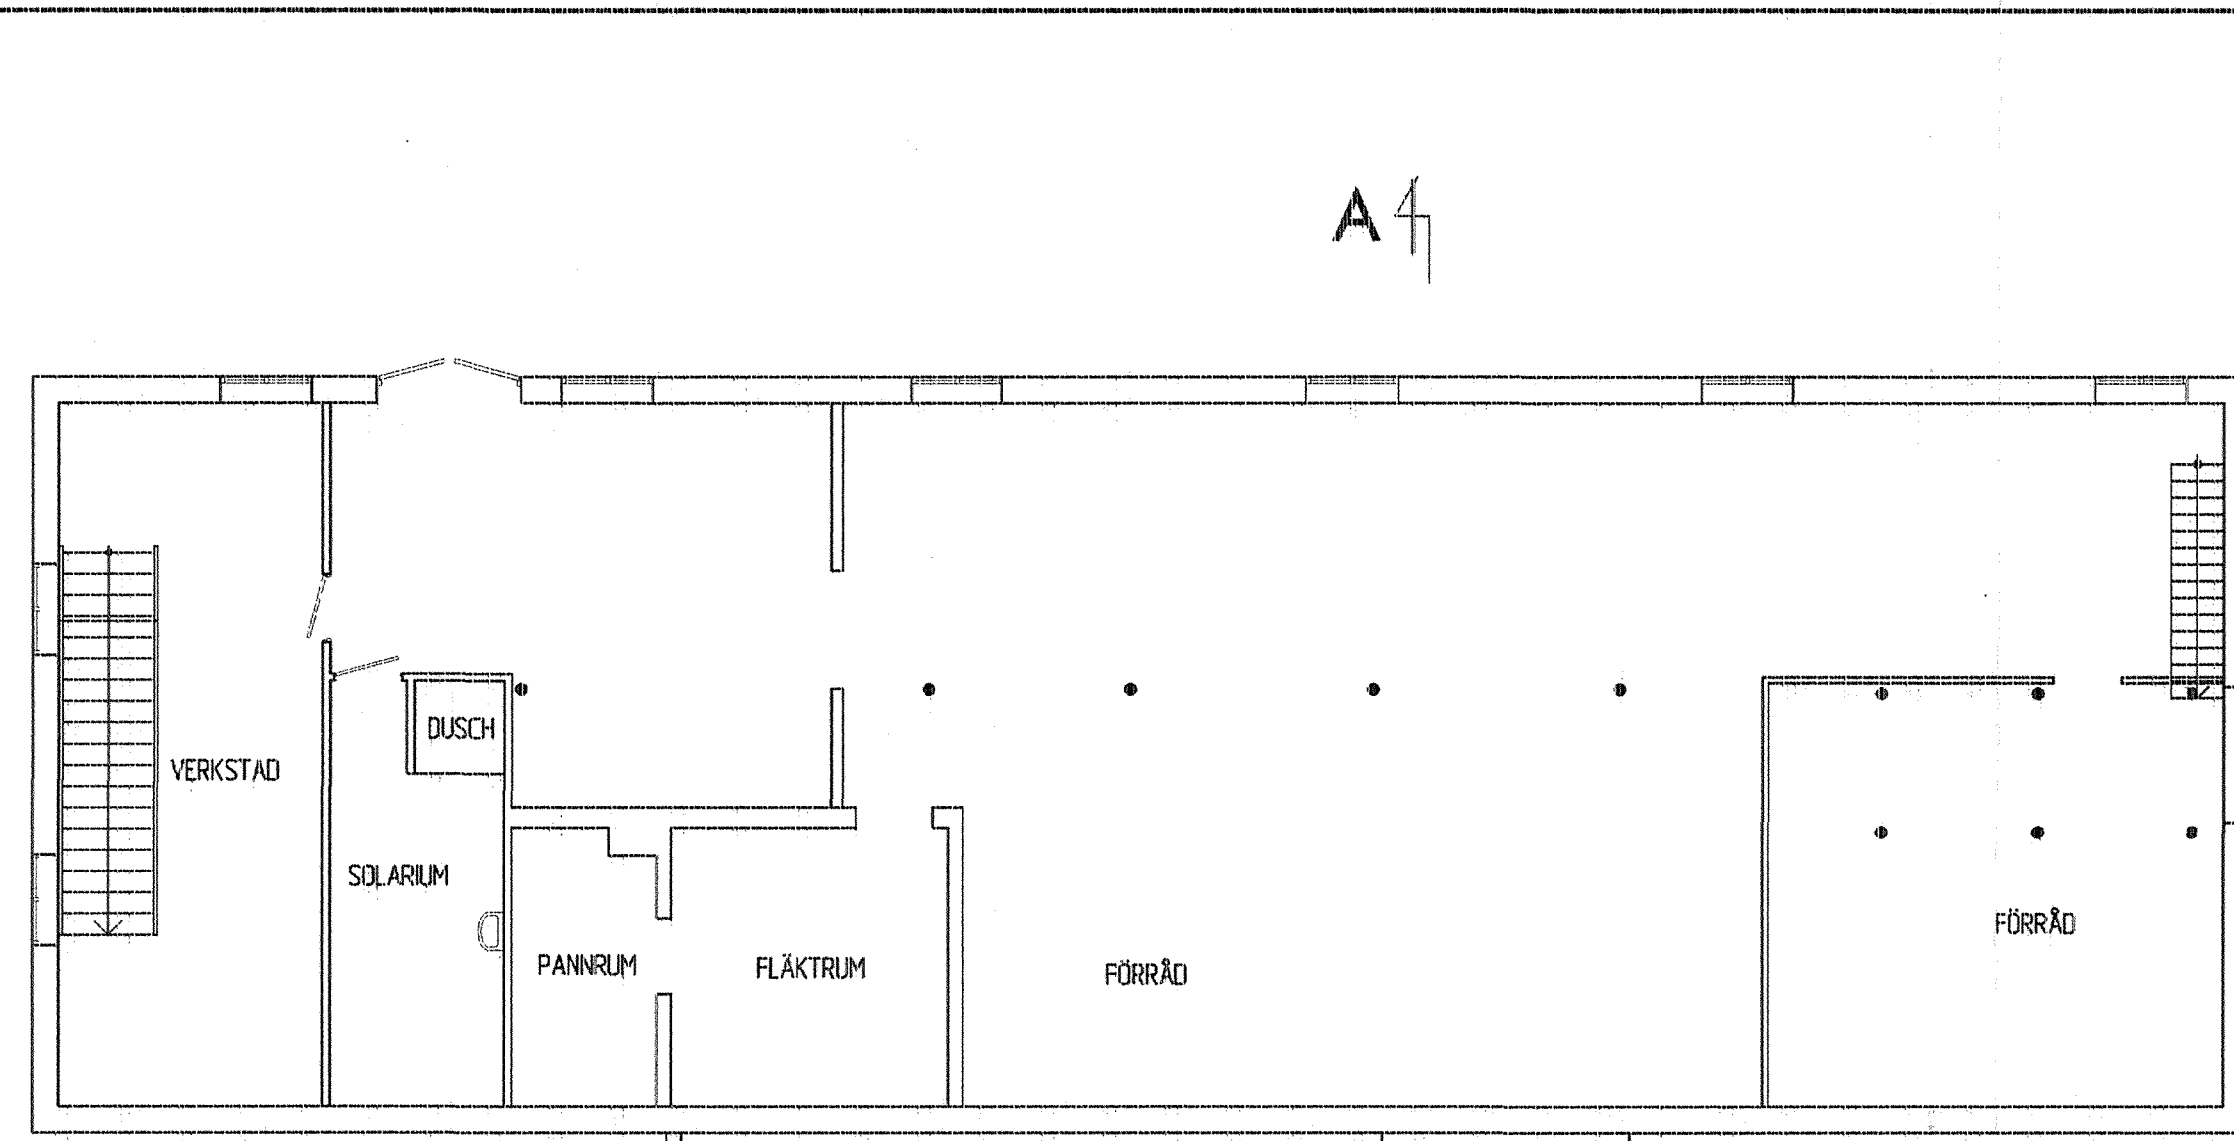 A
DUSCH
VERKSTAD
SOLARIUM
FÖRRÅD
PANNRUM
FLÄKTRUM
FÖRRÅD